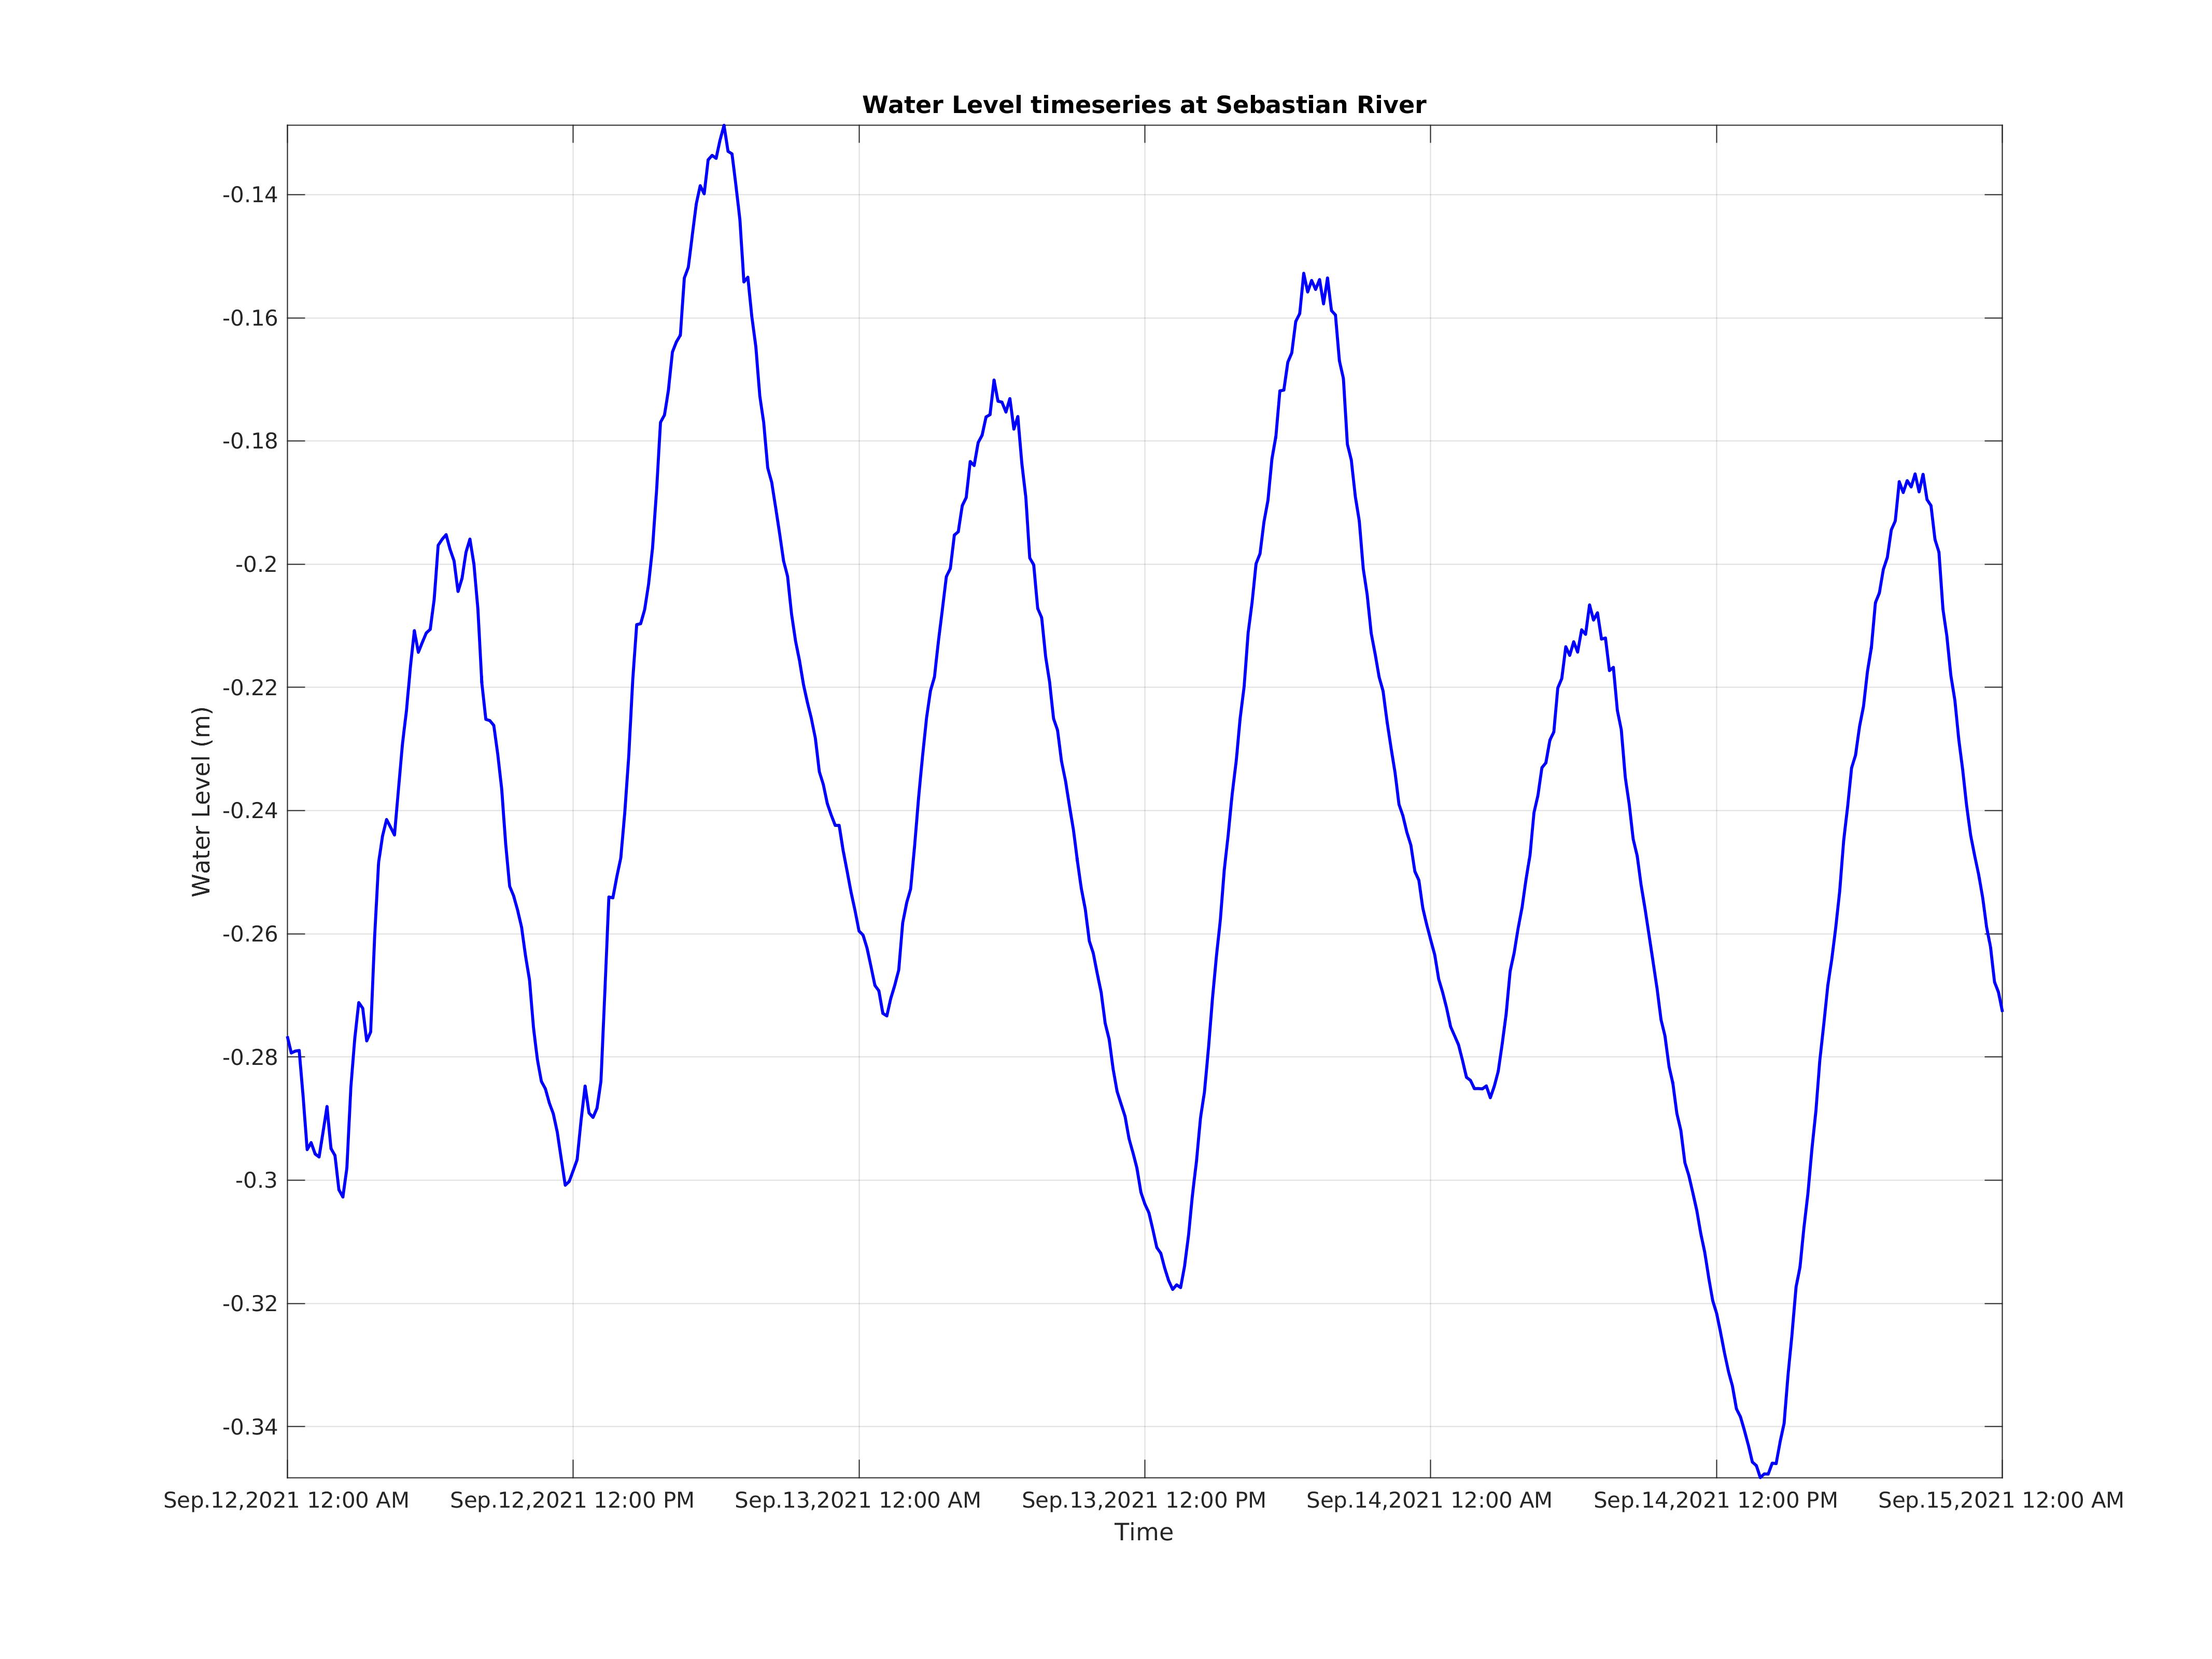 Water Level timeseries at Sebastian River
-0.14
-0.16
-0.18
-0.2
-0.22
-0.24
-0.26
-0.28
-0.3
-0.32
-0.34
Water Level (m)
Sep.12,2021 12:00 AM Sep.12,2021 12:00 PM Sep.13,2021 12:00 AM Sep.13,2021 12:00 PM Sep.14,2021 12:00 AM Sep.14,2021 12:00 PM Sep.15,2021 12:00 AM
Time